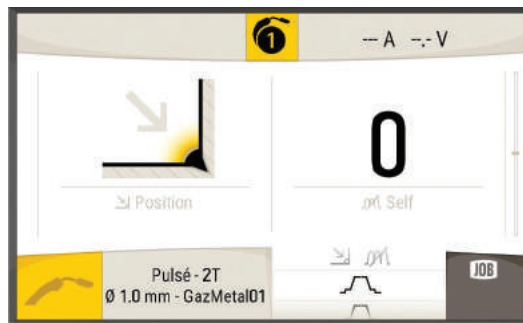 1
--- A --.- V
0
Position
Self
Pulsé - 2T
Ø 1.0 mm - GazMetal01
JOB